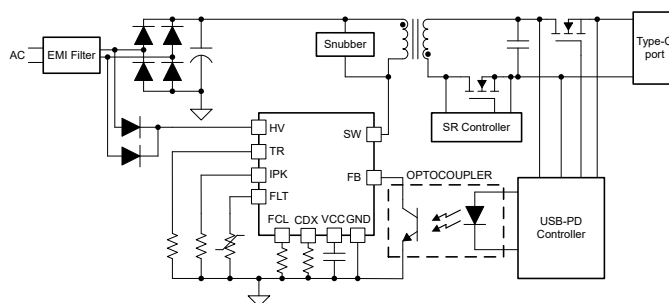 AC
EMI Filter
Snubber
Type-C
port
SR Controller
HV
TR
IPK
FLT
SW
FB
FCL
CDX
VCC
GND
OPTOCOUPLER
USB-PD
Controller